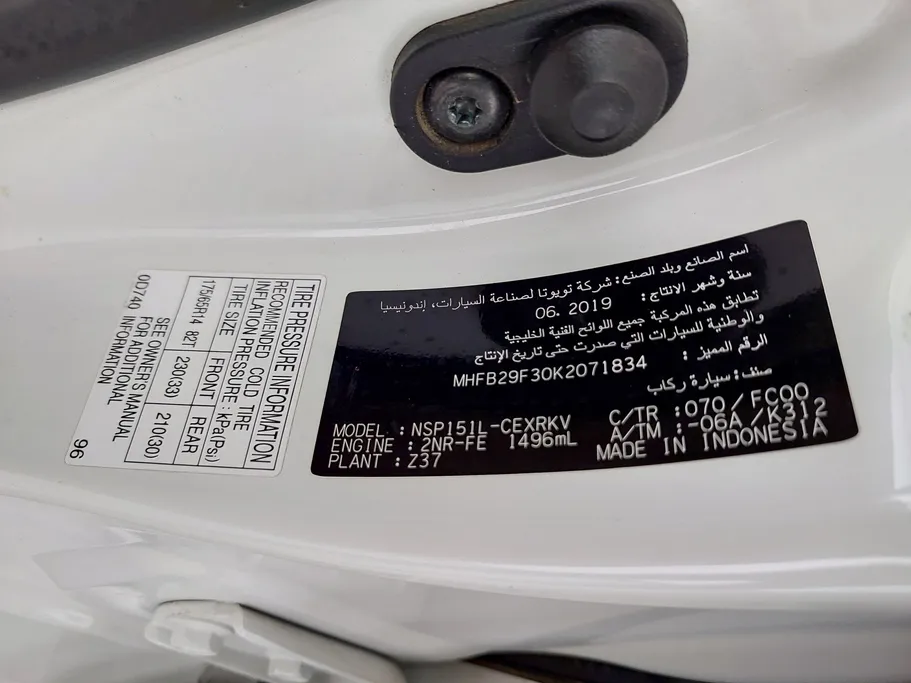 TIRE PRESSURE INFORMATION
RECOMMENDED COLD TIRE
INFLATION PRESSURE : kPa(Psi)
TIRE SIZE FRONT REAR
175/65R14 82T 230(33) 210(30)
SEE OWNER'S MANUAL
FOR ADDITIONAL
INFORMATION
0D740
96
اسم الصانع وبلد الصنع: شركة تويوتا لصناعة السيارات، إندونيسيا
سنة وشهر الانتاج: 06. 2019
تطابق هذه المركبة جميع اللوائح الفنية الخليجية
والوطنية للسيارات التي صدرت حتى تاريخ الإنتاج
الرقم المميز : MHFB29F30K2071834
صنف: سيارة ركاب
MODEL : NSP151L-CEXRKV C/TR :070/FC00
ENGINE : 2NR-FE 1496mL A/TM :-06A/K312
PLANT : Z37 MADE IN INDONESIA